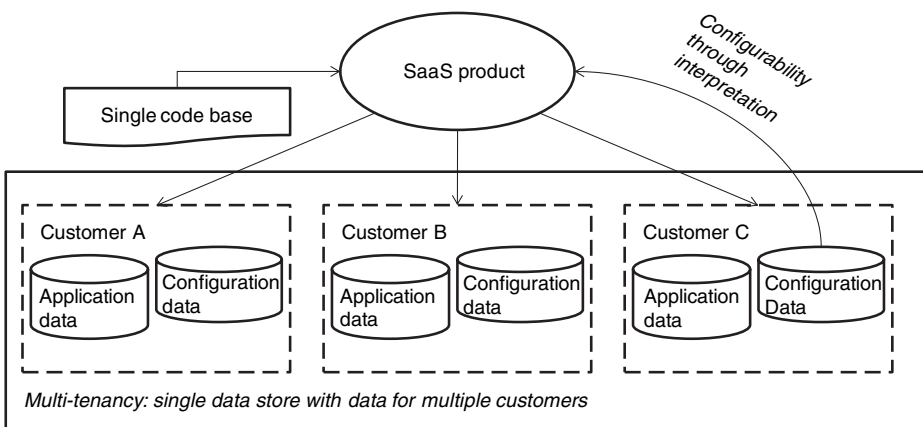 Configurability
through
interpretation
SaaS product
Single code base
Customer A
Application
data
Configuration
data
Customer B
Application
data
Configuration
data
Customer C
Application
data
Configuration
Data
Multi-tenancy: single data store with data for multiple customers